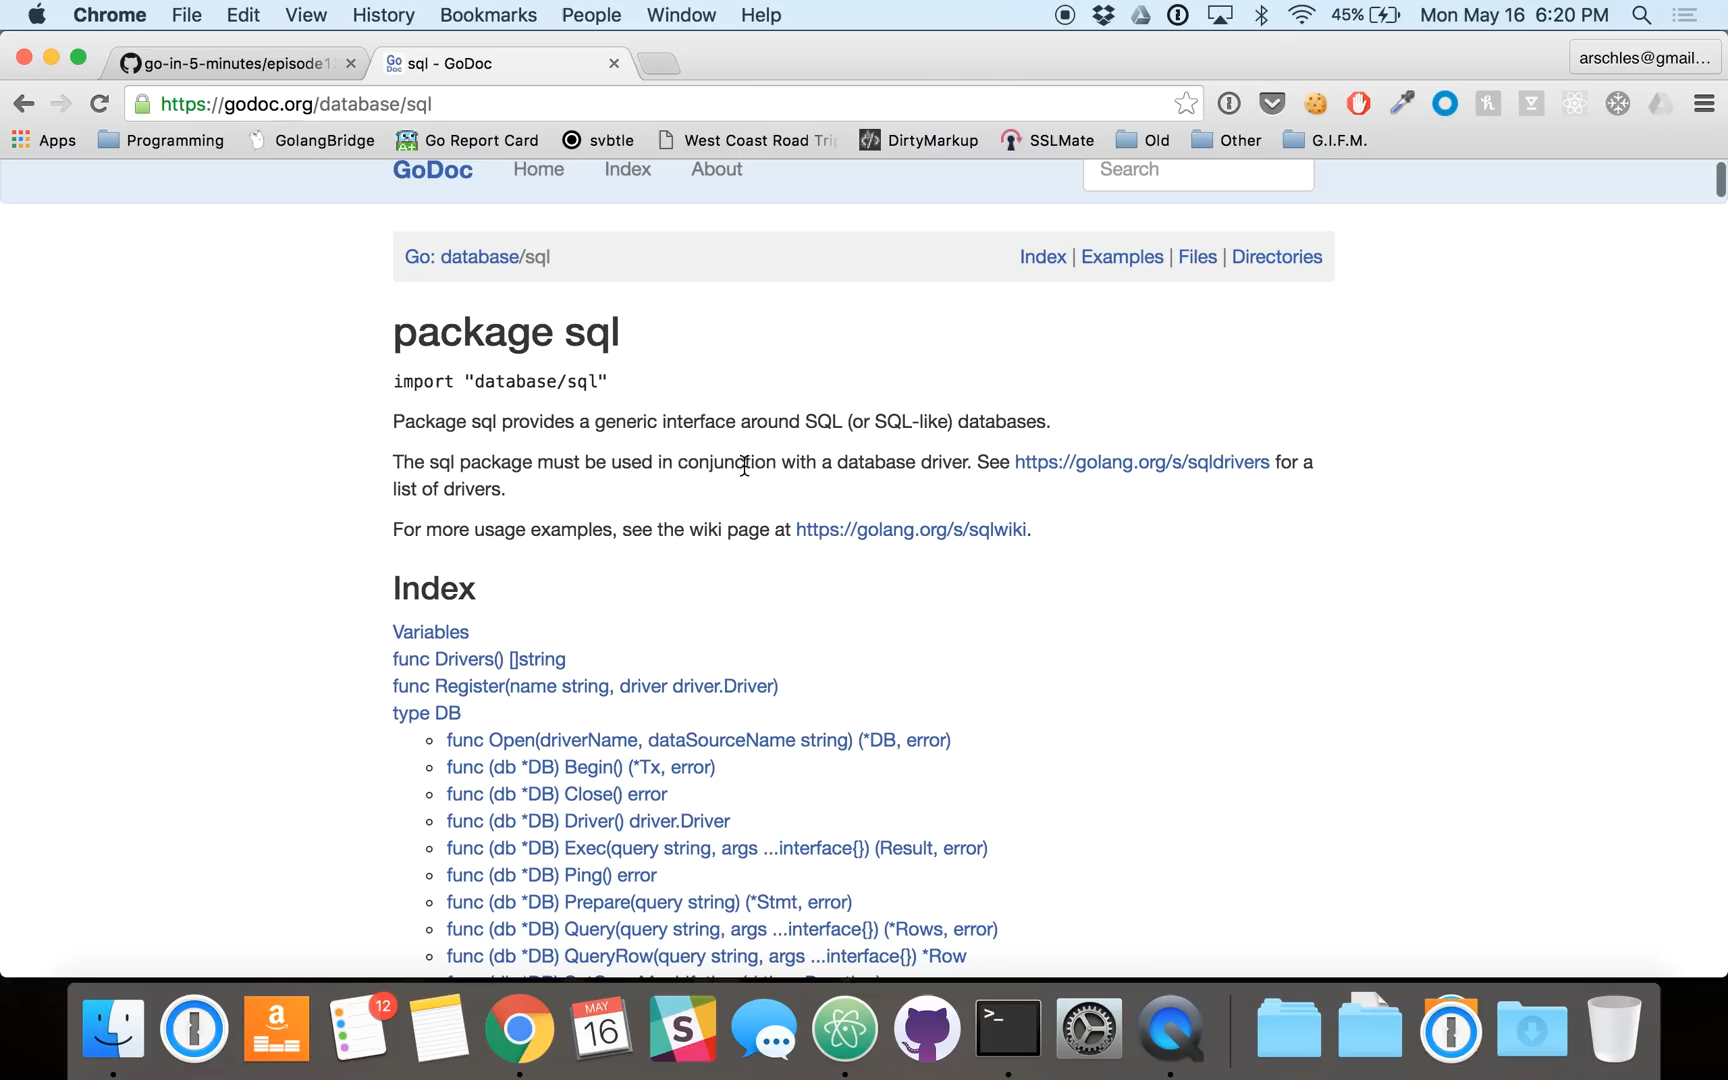 Chrome File Edit View History Bookmarks People Window Help 45% Mon May 16 6:20 PM
go-in-5-minutes/episode1
Go Doc sql - GoDoc
arschles@gmail...
https://godoc.org/database/sql
Apps Programming GolangBridge Go Report Card svbtle West Coast Road Tri DirtyMarkup SSLMate Old Other G.I.F.M.
GoDoc Home Index About Search
Go: database/sql Index | Examples | Files | Directories
package sql
import "database/sql"
Package sql provides a generic interface around SQL (or SQL-like) databases.
The sql package must be used in conjunction with a database driver. See https://golang.org/s/sqldrivers for a
list of drivers.
For more usage examples, see the wiki page at https://golang.org/s/sqlwiki.
Index
Variables
func Drivers() []string
func Register(name string, driver driver.Driver)
type DB
func Open(driverName, dataSourceName string) (*DB, error)
func (db *DB) Begin() (*Tx, error)
func (db *DB) Close() error
func (db *DB) Driver() driver.Driver
func (db *DB) Exec(query string, args ...interface{}) (Result, error)
func (db *DB) Ping() error
func (db *DB) Prepare(query string) (*Stmt, error)
func (db *DB) Query(query string, args ...interface{}) (*Rows, error)
func (db *DB) QueryRow(query string, args ...interface{}) *Row
12
MAY
16